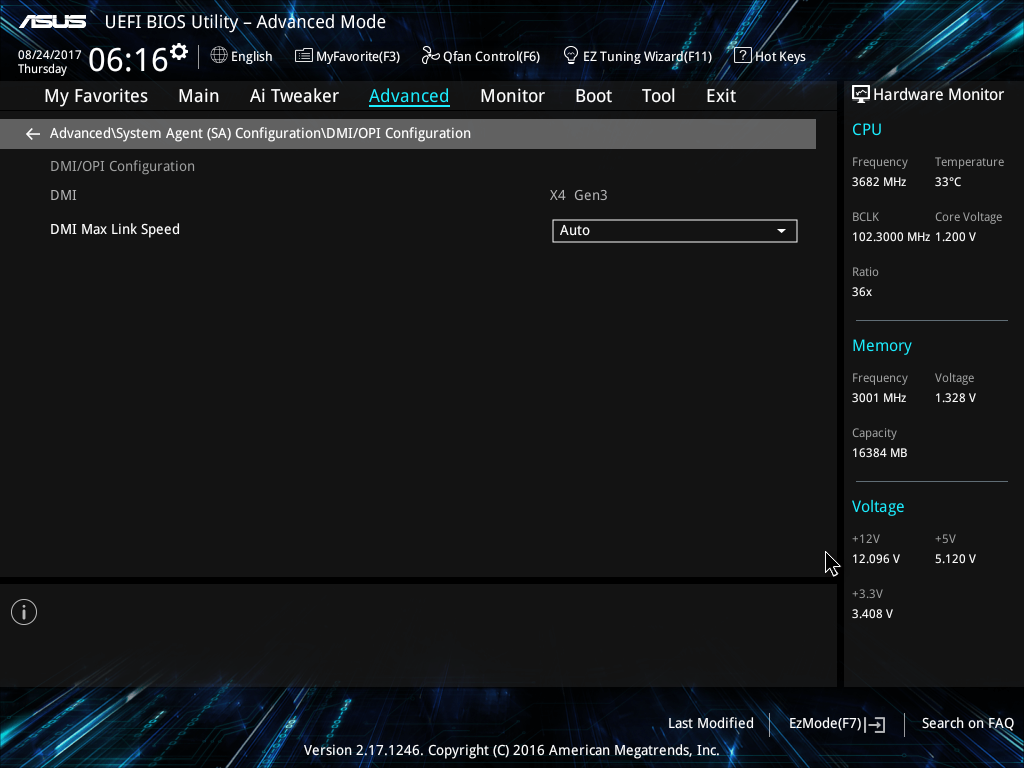 ASUS UEFI BIOS Utility – Advanced Mode
08/24/2017
Thursday
06:16
English MyFavorite(F3) Qfan Control(F6) EZ Tuning Wizard(F11) ? Hot Keys
My Favorites Main Ai Tweaker Advanced Monitor Boot Tool Exit
Advanced\System Agent (SA) Configuration\DMI/OPI Configuration
DMI/OPI Configuration
DMI X4 Gen3
DMI Max Link Speed Auto
Hardware Monitor
CPU
Frequency Temperature
3682 MHz 33°C
BCLK Core Voltage
102.3000 MHz 1.200 V
Ratio
36x
Memory
Frequency Voltage
3001 MHz 1.328 V
Capacity
16384 MB
Voltage
+12V +5V
12.096 V 5.120 V
+3.3V
3.408 V
Last Modified EzMode(F7) Search on FAQ
Version 2.17.1246. Copyright (C) 2016 American Megatrends, Inc.